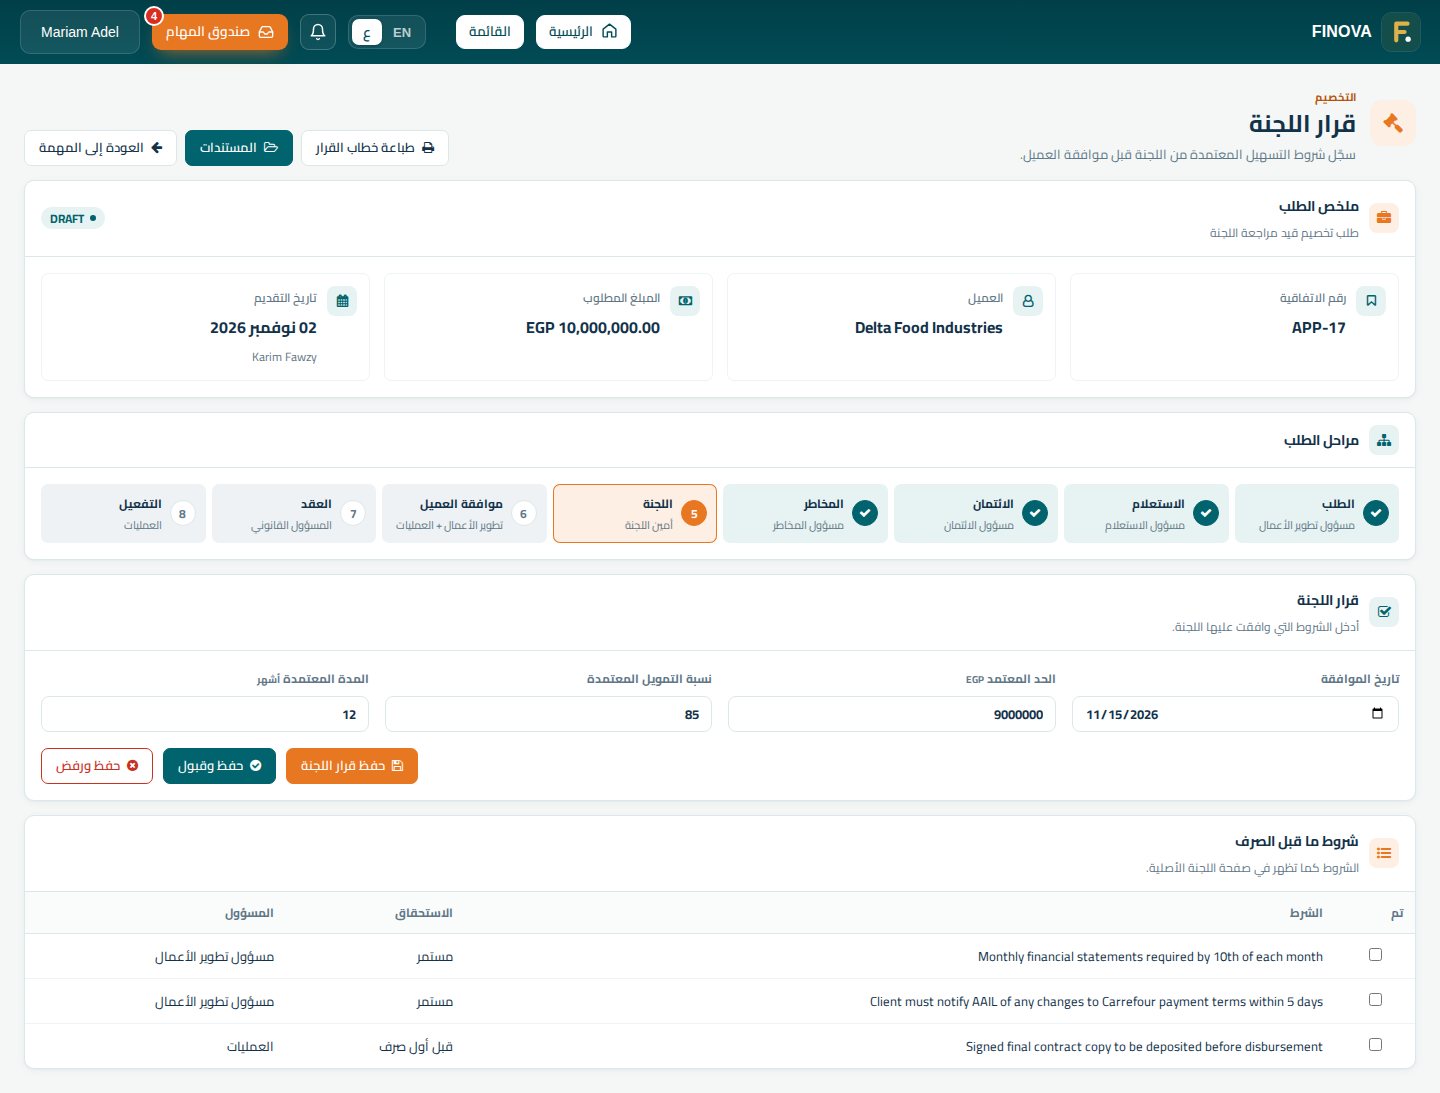 FINOVA
الرئيسية
القائمة
EN
ع
صندوق المهام
4
Mariam Adel
التخصيم
قرار اللجنة
سجّل شروط التسهيل المعتمدة من اللجنة قبل موافقة العميل.
طباعة خطاب القرار
المستندات
العودة إلى المهمة
ملخص الطلب
طلب تخصيم قيد مراجعة اللجنة
DRAFT
رقم الاتفاقية
APP-17
العميل
Delta Food Industries
المبلغ المطلوب
EGP 10,000,000.00
تاريخ التقديم
02 نوفمبر 2026
Karim Fawzy
مراحل الطلب
الطلب
مسؤول تطوير الأعمال
الاستعلام
مسؤول الاستعلام
الائتمان
مسؤول الائتمان
المخاطر
مسؤول المخاطر
5
اللجنة
أمين اللجنة
6
موافقة العميل
تطوير الأعمال + العمليات
7
العقد
المسؤول القانوني
8
التفعيل
العمليات
قرار اللجنة
أدخل الشروط التي وافقت عليها اللجنة.
تاريخ الموافقة
11/15/2026
الحد المعتمد EGP
9000000
نسبة التمويل المعتمدة
85
المدة المعتمدة أشهر
12
حفظ قرار اللجنة
حفظ وقبول
حفظ ورفض
شروط ما قبل الصرف
الشروط كما تظهر في صفحة اللجنة الأصلية.
تم الشرط الاستحقاق المسؤول
Monthly financial statements required by 10th of each month مستمر مسؤول تطوير الأعمال
Client must notify AAIL of any changes to Carrefour payment terms within 5 days مستمر مسؤول تطوير الأعمال
Signed final contract copy to be deposited before disbursement قبل أول صرف العمليات